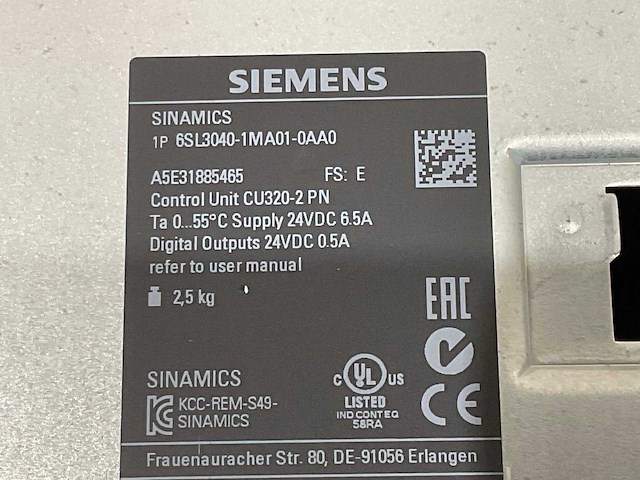 SIEMENS
SINAMICS
1P 6SL3040-1MA01-0AA0
A5E31885465 FS: E
Control Unit CU320-2 PN
Ta 0...55°C Supply 24VDC 6.5A
Digital Outputs 24VDC 0.5A
refer to user manual
2,5 kg
EAC
SINAMICS
KCC-REM-S49-
SINAMICS
C UL US
LISTED
IND CONT EQ
58RA
CE
Frauenauracher Str. 80, DE-91056 Erlangen